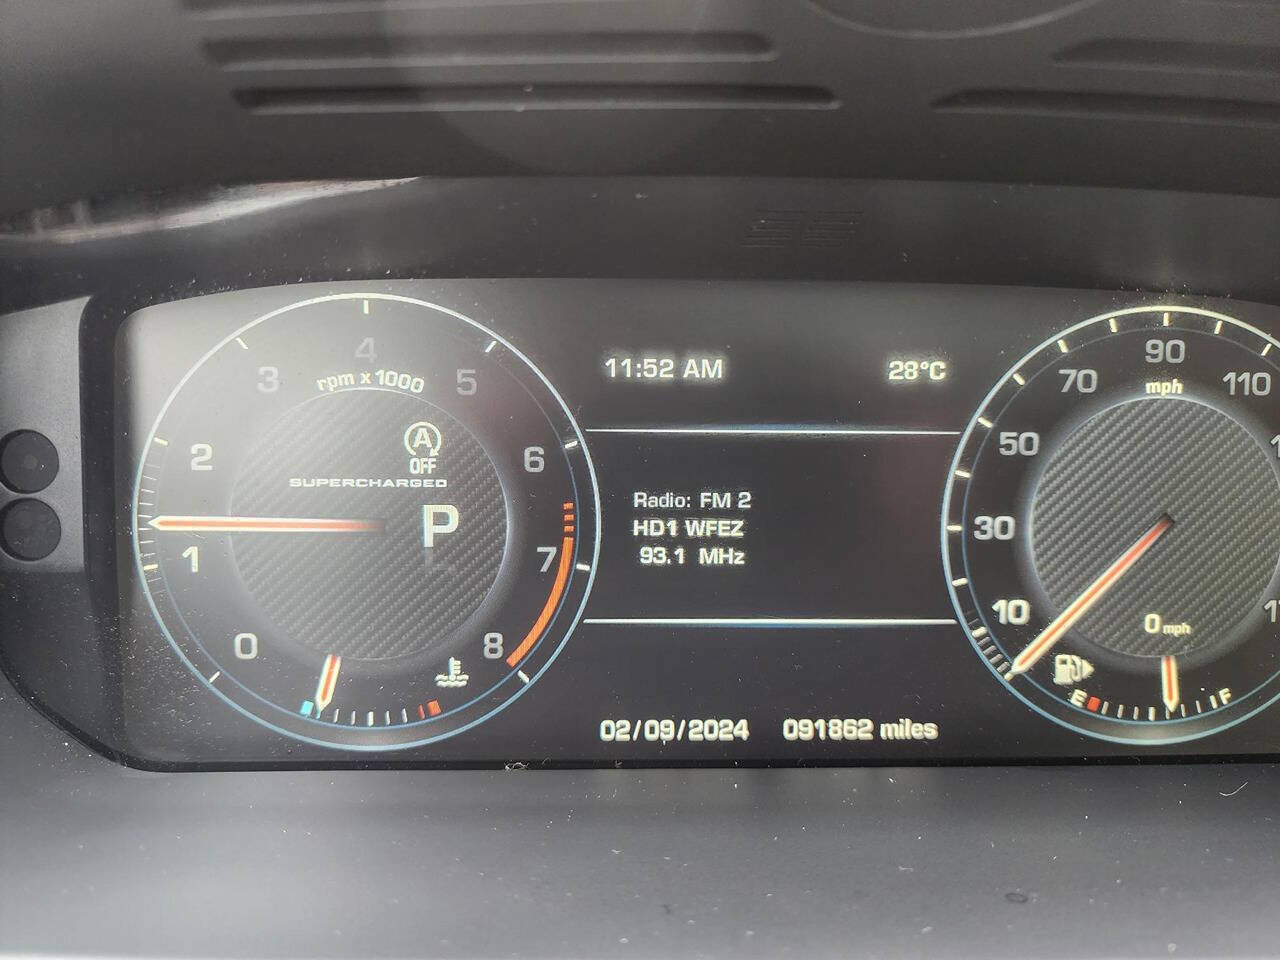 4
3
5
rpm x 1000
2
A
OFF
6
SUPERCHARGED
P
1
7
0
8
11:52 AM
28°C
Radio: FM 2
HD1 WFEZ
93.1 MHz
02/09/2024 091862 miles
90
70
mph
110
50
30
10
0 mph
E
F